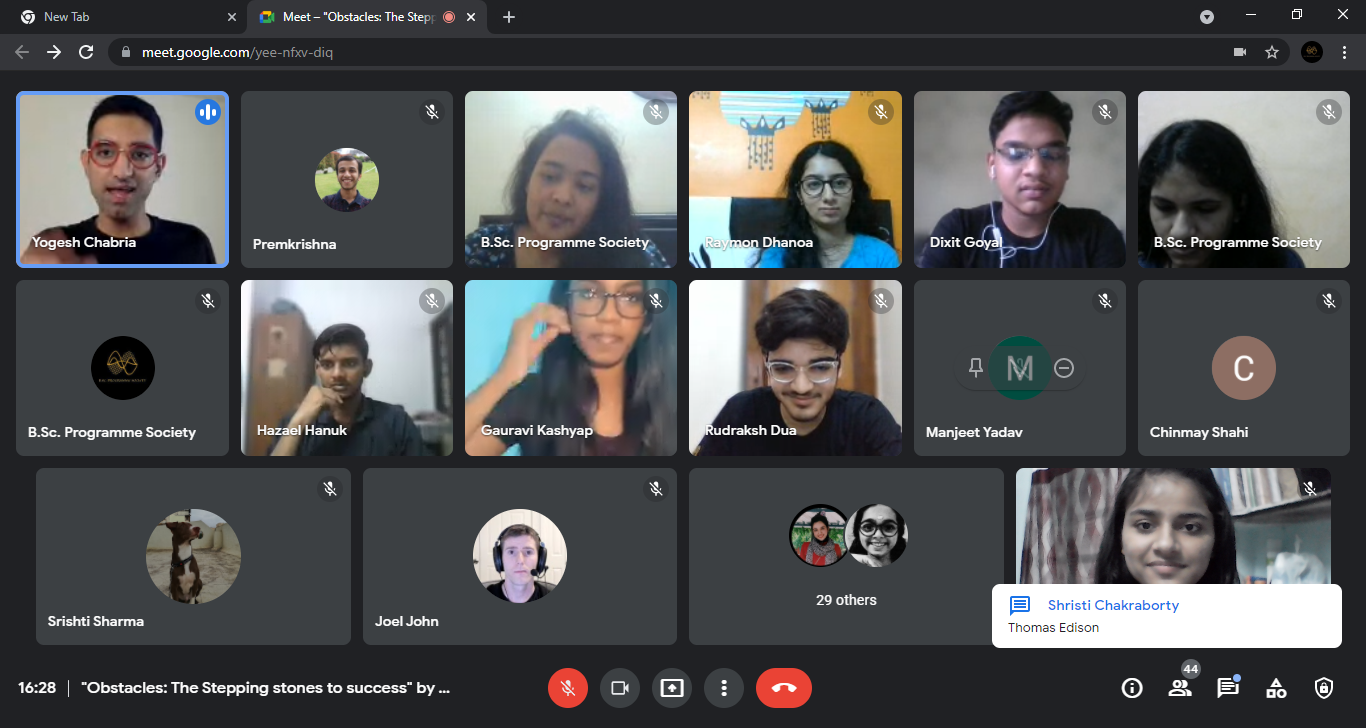 New Tab
Meet – "Obstacles: The Stepp
meet.google.com/yee-nfxv-diq
Yogesh Chabria
Premkrishna
B.Sc. Programme Society
Raymon Dhanoa
Dixit Goyal
B.Sc. Programme Society
B.Sc. Programme Society
Hazael Hanuk
Gauravi Kashyap
Rudraksh Dua
M
Manjeet Yadav
C
Chinmay Shahi
Srishti Sharma
Joel John
29 others
Shristi Chakraborty
Thomas Edison
16:28 | "Obstacles: The Stepping stones to success" by ...
44